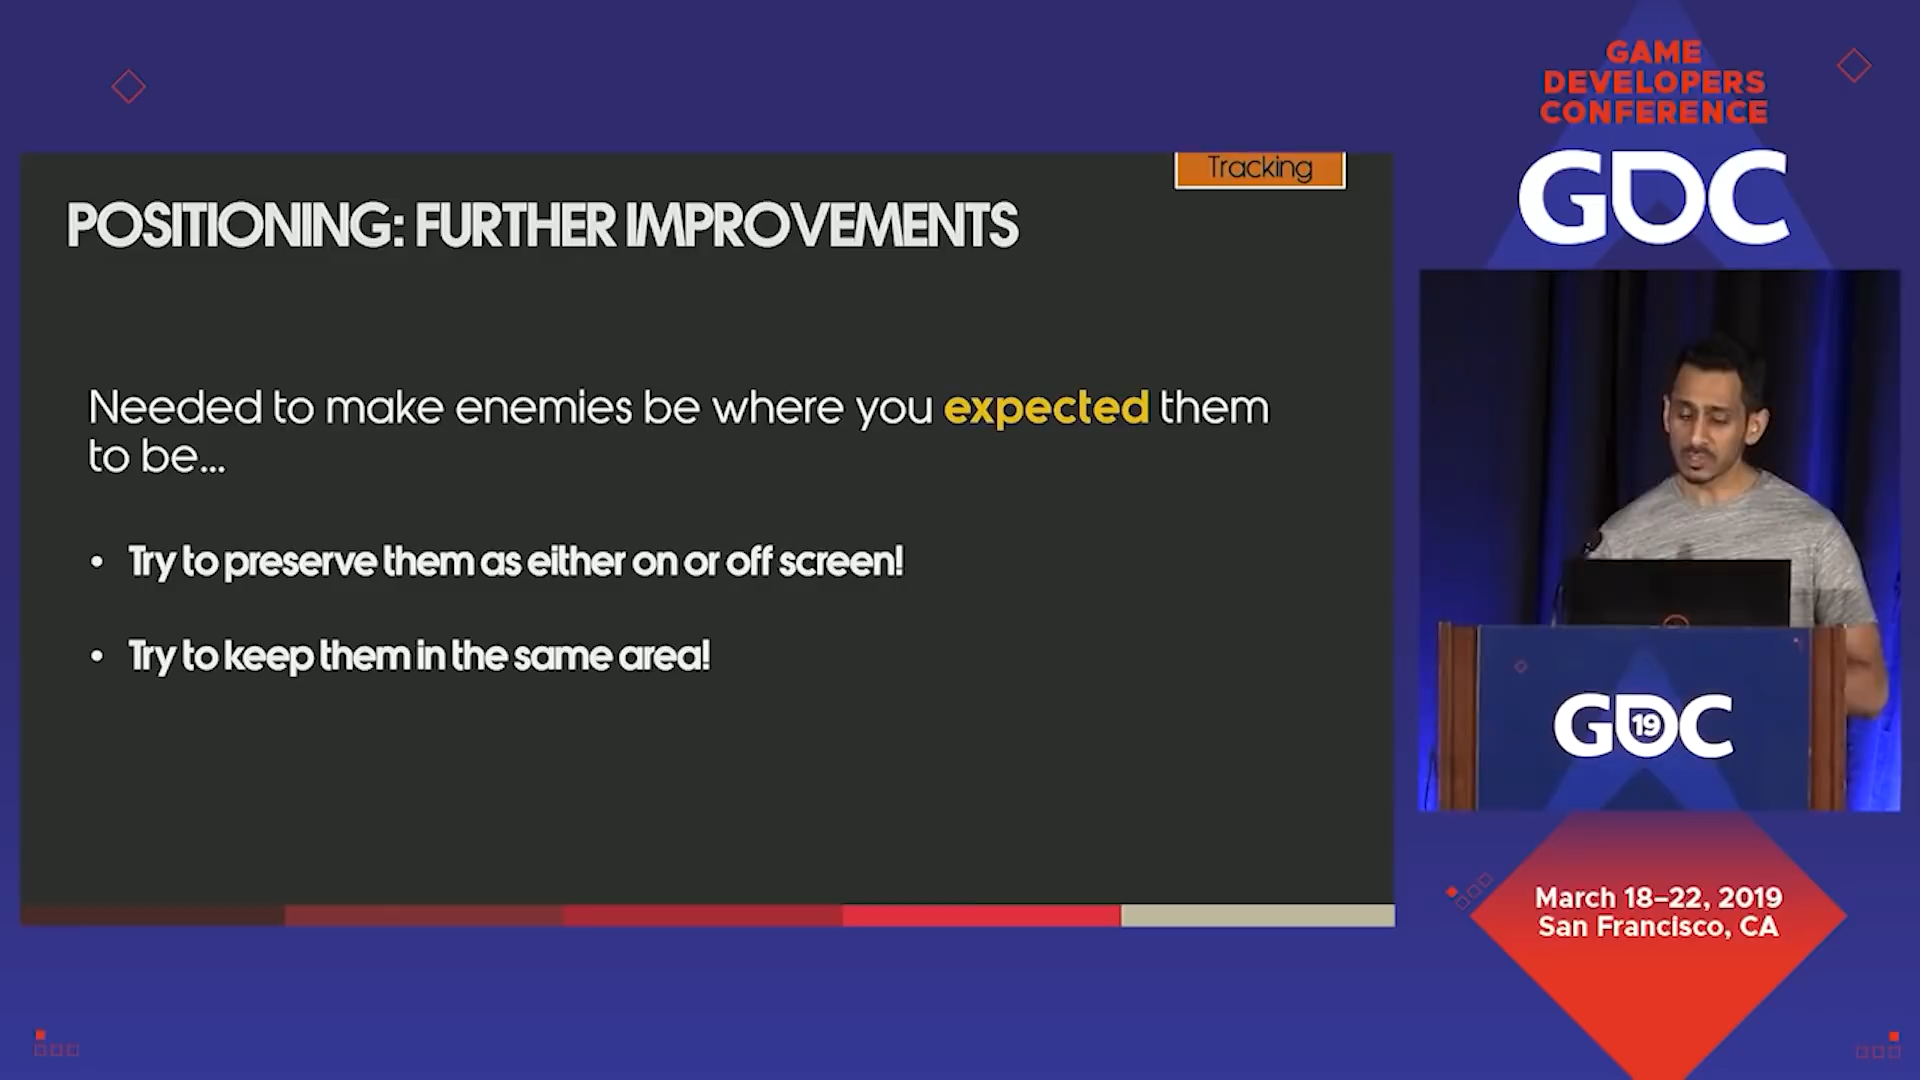 Tracking
POSITIONING: FURTHER IMPROVEMENTS
Needed to make enemies be where you expected them
to be...
• Try to preserve them as either on or off screen!
• Try to keep them in the same area!
GAME
DEVELOPERS
CONFERENCE
GDC
GDC
19
March 18–22, 2019
San Francisco, CA